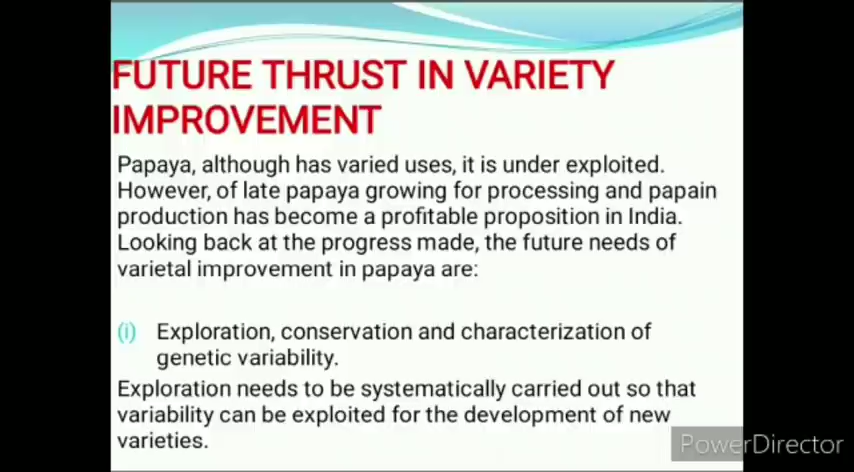 FUTURE THRUST IN VARIETY
IMPROVEMENT
Papaya, although has varied uses, it is under exploited.
However, of late papaya growing for processing and papain
production has become a profitable proposition in India.
Looking back at the progress made, the future needs of
varietal improvement in papaya are:
(i) Exploration, conservation and characterization of
genetic variability.
Exploration needs to be systematically carried out so that
variability can be exploited for the development of new
varieties.
PowerDirector